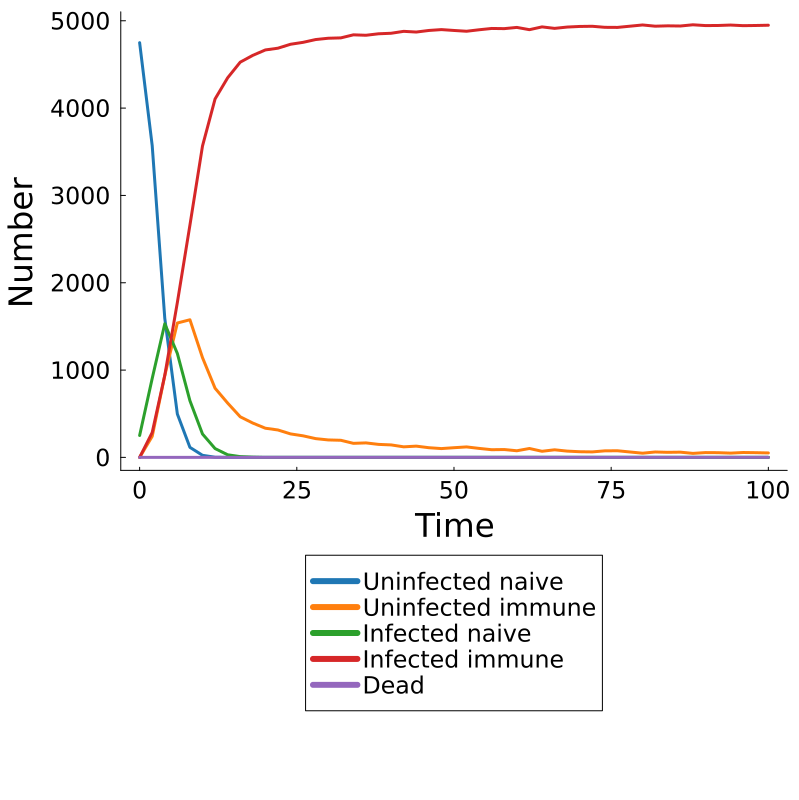 5000
4000
3000
2000
1000
0
Number
0 25 50 75 100
Time
Uninfected naive
Uninfected immune
Infected naive
Infected immune
Dead